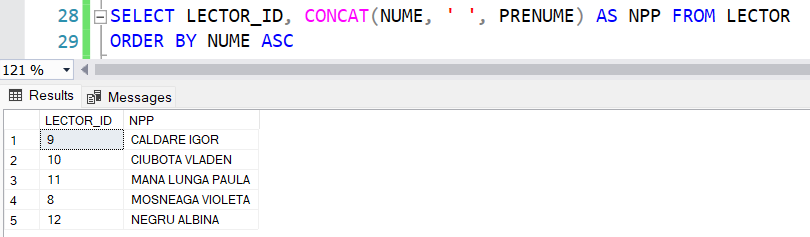 28 SELECT LECTOR_ID, CONCAT(NUME, ' ', PRENUME) AS NPP FROM LECTOR
29 ORDER BY NUME ASC
121 %
Results Messages
LECTOR_ID NPP
1 9 CALDARE IGOR
2 10 CIUBOTA VLADEN
3 11 MANA LUNGA PAULA
4 8 MOSNEAGA VIOLETA
5 12 NEGRU ALBINA